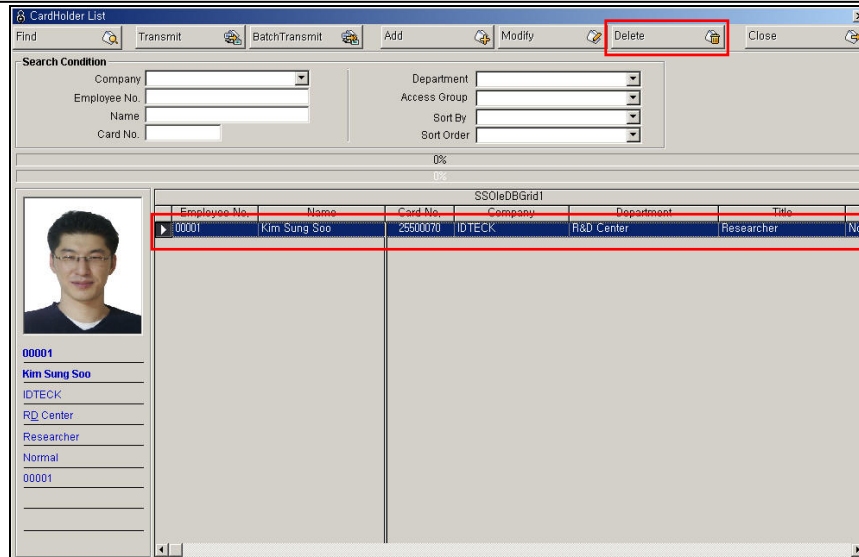 CardHolder List
Find Transmit BatchTransmit Add Modify Delete Close
Search Condition
Company
Employee No.
Name
Card No.
Department
Access Group
Sort By
Sort Order
0%
0%
SSOleDBGrid1
Employee No. Name Card No. Company Department Title
00001 Kim Sung Soo 25500070 IDTECK R&D Center Researcher No
00001
Kim Sung Soo
IDTECK
RD Center
Researcher
Normal
00001